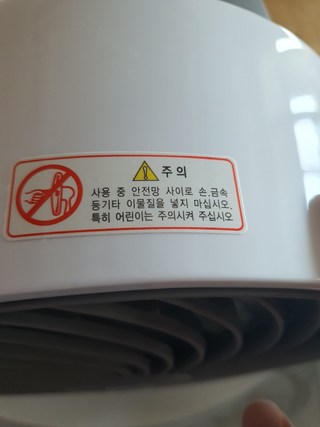 주의
사용 중 안전망 사이로 손.금속
등기타 이물질을 넣지 마십시오.
특히 어린이는 주의시켜 주십시오